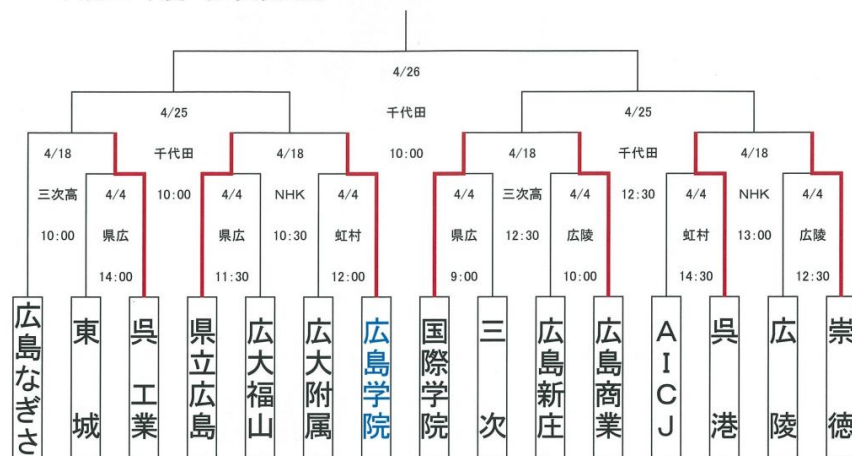 4/26
4/25
千代田
4/25
4/18
千代田
4/18
10:00
4/18
千代田
4/18
三次高
4/4
10:00
4/4
NHK
4/4
4/4
三次高
4/4
12:30
4/4
NHK
4/4
10:00
県広
県広
10:30
虹村
県広
12:30
広陵
虹村
13:00
広陵
14:00
11:30
12:00
9:00
10:00
14:30
12:30
広島なぎさ
東城
呉工業
県立広島
広大福山
広大附属
広島学院
国際学院
三次
広島新庄
広島商業
AICJ
呉港
広陵
崇徳